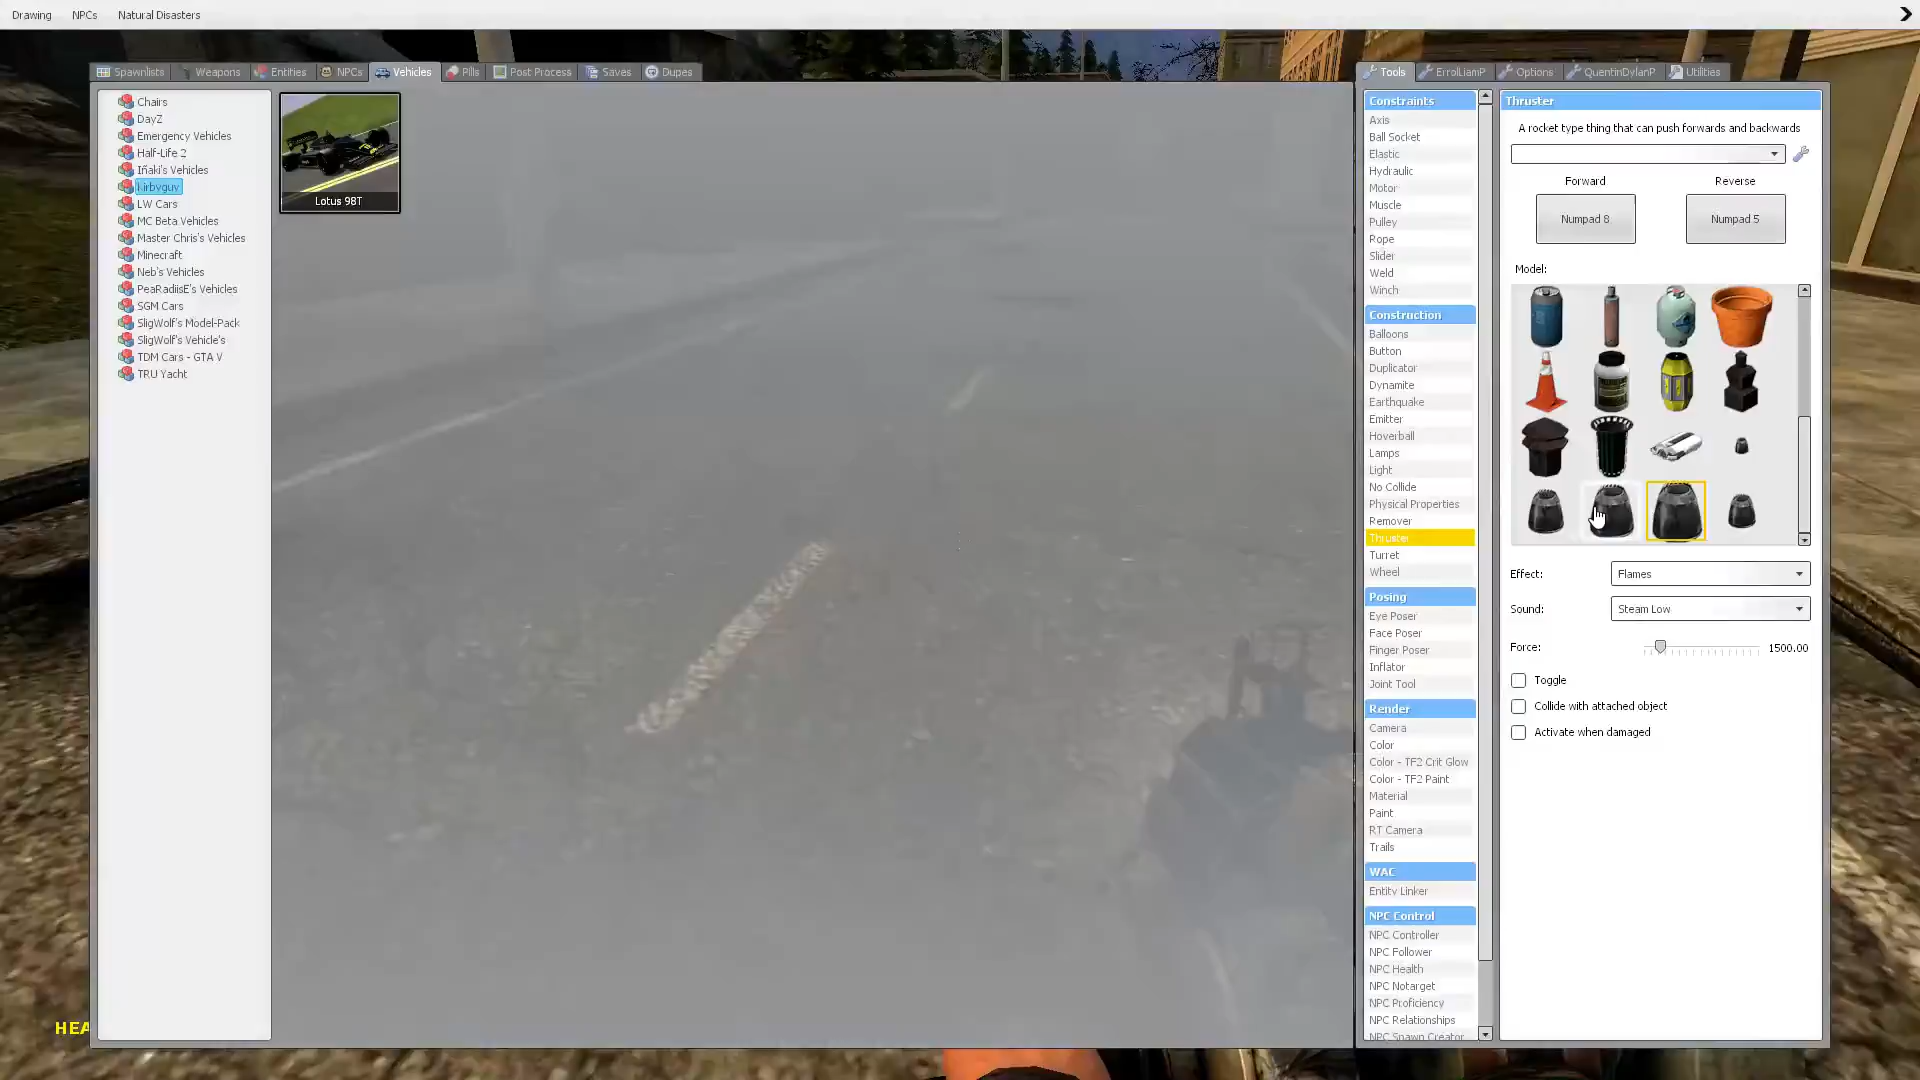 Drawing NPCs Natural Disasters
Spawnlists Weapons Entities NPCs Vehicles Pills Post Process Saves Dupes
Tools ErrolLiamP Options QuentinDylanP Utilities
Chairs
DayZ
Emergency Vehicles
Half-Life 2
Iñaki's Vehicles
Kirbyguy
LW Cars
MC Beta Vehicles
Master Chris's Vehicles
Minecraft
Neb's Vehicles
PeaRadiisE's Vehicles
SGM Cars
SligWolf's Model-Pack
SligWolf's Vehicle's
TDM Cars - GTA V
TRU Yacht
Lotus 98T
Constraints
Axis
Ball Socket
Elastic
Hydraulic
Motor
Muscle
Pulley
Rope
Slider
Weld
Winch
Construction
Balloons
Button
Duplicator
Dynamite
Earthquake
Emitter
Hoverball
Lamps
Light
No Collide
Physical Properties
Remover
Thruster
Turret
Wheel
Posing
Eye Poser
Face Poser
Finger Poser
Inflator
Joint Tool
Render
Camera
Color
Color - TF2 Crit Glow
Color - TF2 Paint
Material
Paint
RT Camera
Trails
WAC
Entity Linker
NPC Control
NPC Controller
NPC Follower
NPC Health
NPC Notarget
NPC Proficiency
NPC Relationships
NPC Spawn Creator
Thruster
A rocket type thing that can push forwards and backwards
Forward Reverse
Numpad 8 Numpad 5
Model:
Effect: Flames
Sound: Steam Low
Force: 1500.00
Toggle
Collide with attached object
Activate when damaged
HEA